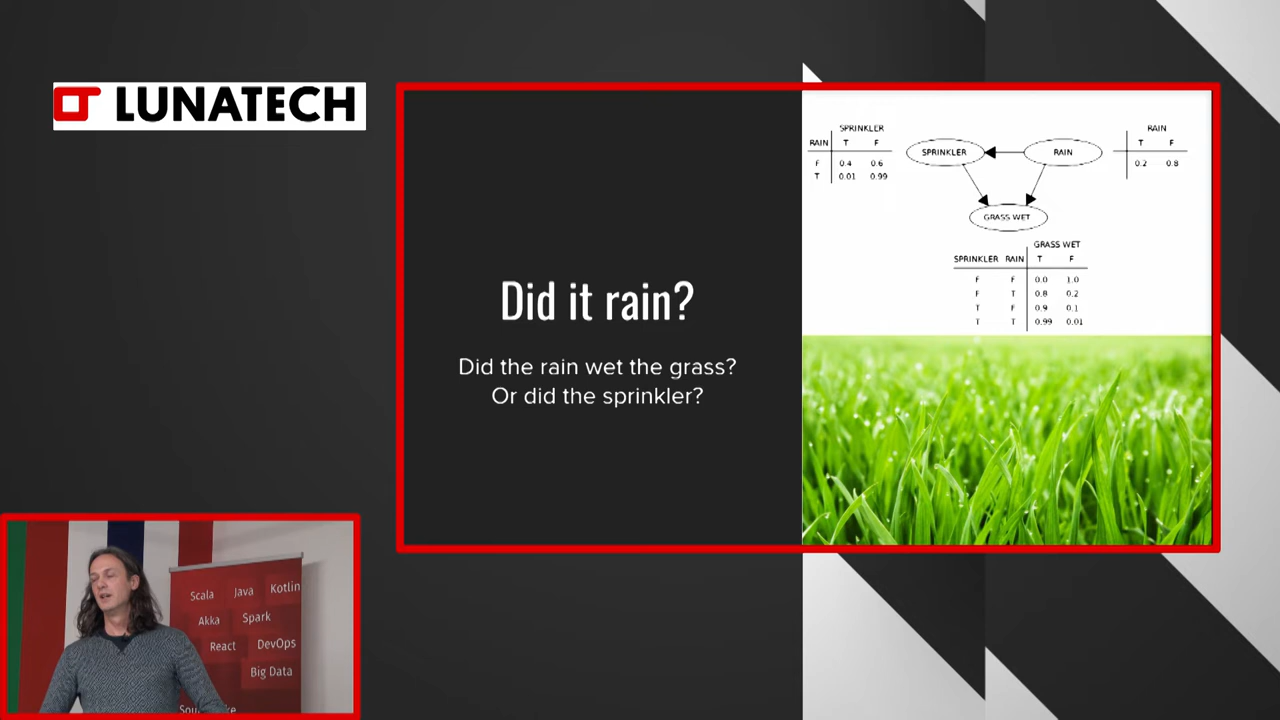 LUNATECH
Did it rain?
Did the rain wet the grass?
Or did the sprinkler?
SPRINKLER
RAIN T F
F 0.4 0.6
T 0.01 0.99
SPRINKLER
RAIN
RAIN
T F
0.2 0.8
GRASS WET
GRASS WET
SPRINKLER RAIN T F
F F 0.0 1.0
F T 0.8 0.2
T F 0.9 0.1
T T 0.99 0.01
Scala Java Kotlin
Akka Spark
React DevOps
Big Data